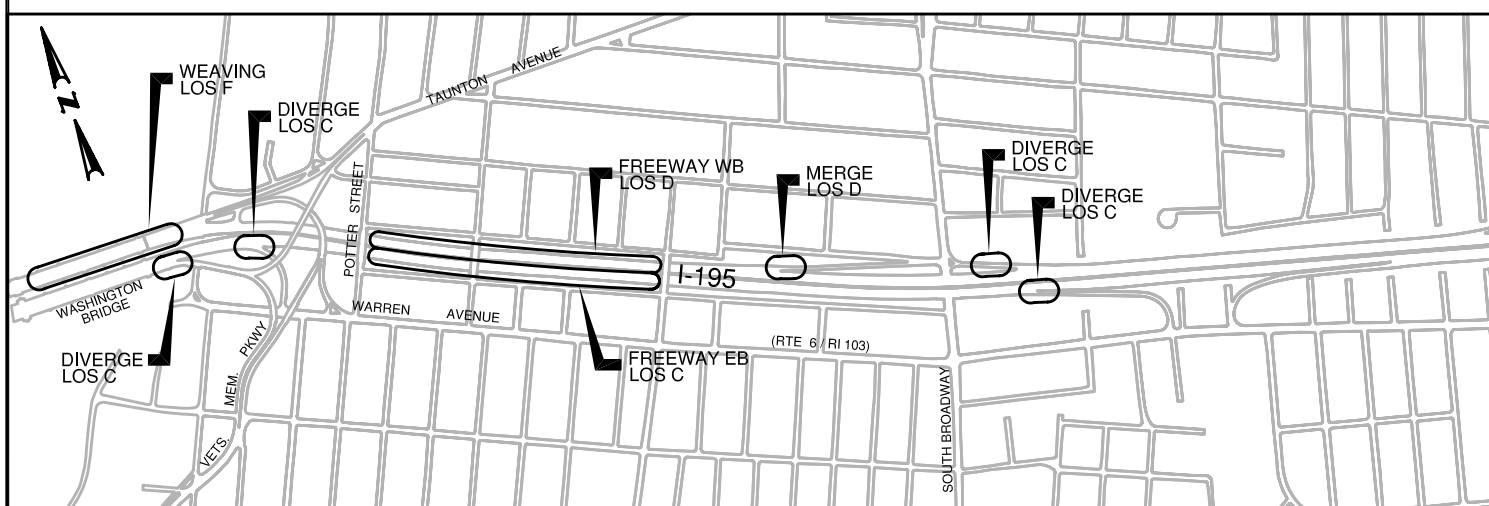 N
WEAVING
LOS F
DIVERGE
LOS C
TAUNTON AVENUE
POTTER STREET
FREEWAY WB
LOS D
MERGE
LOS D
DIVERGE
LOS C
DIVERGE
LOS C
I-195
WASHINGTON
BRIDGE
WARREN AVENUE
(RTE 6 / RI 103)
DIVERGE
LOS C
FREEWAY EB
LOS C
VETS. MEM. PKWY
SOUTH BROADWAY